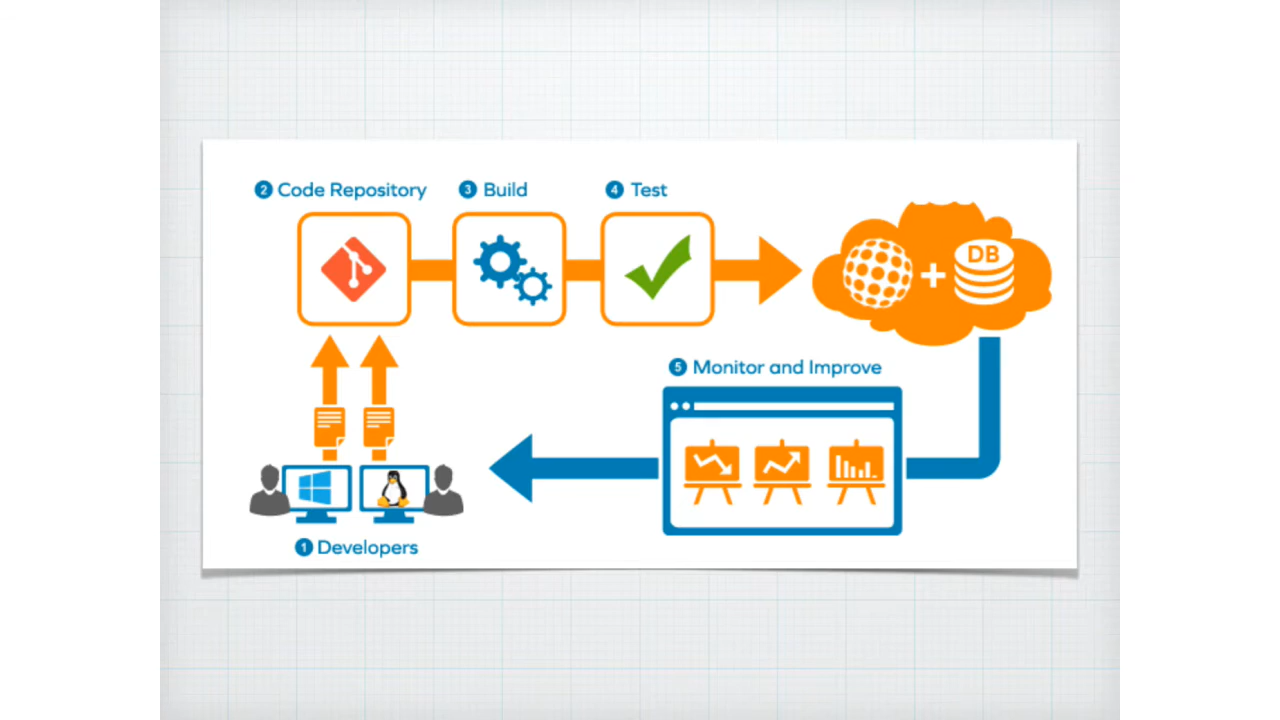 2 Code Repository
3 Build
4 Test
DB
5 Monitor and Improve
1 Developers